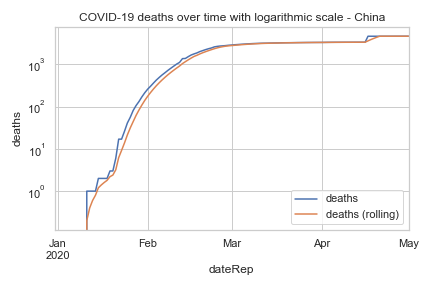 COVID-19 deaths over time with logarithmic scale - China
deaths
10³
10²
10¹
10⁰
deaths
deaths (rolling)
Jan Feb Mar Apr May
2020
dateRep